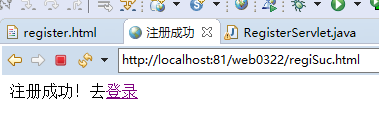 register.html 注册成功 RegisterServlet.java
http://localhost:81/web0322/regiSuc.html
注册成功！去登录